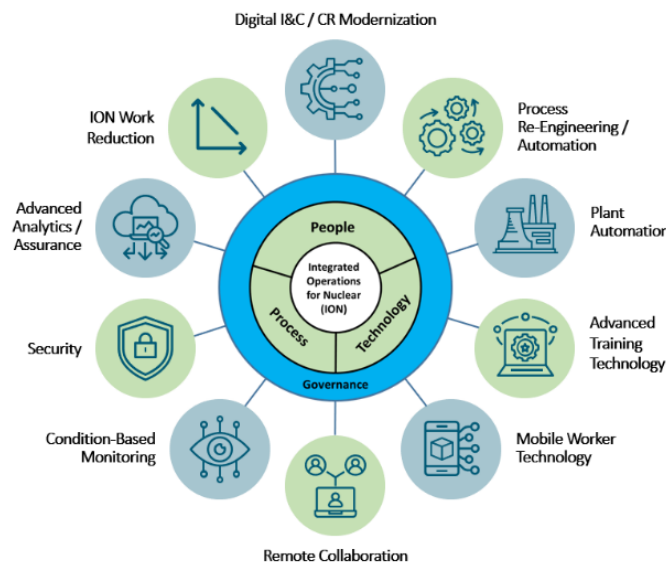 Digital I&C / CR Modernization
ION Work
Reduction
Process
Re-Engineering /
Automation
Advanced
Analytics /
Assurance
Plant
Automation
People
Integrated
Operations
for Nuclear
(ION)
Process
Technology
Governance
Security
Advanced
Training
Technology
Condition-Based
Monitoring
Mobile Worker
Technology
Remote Collaboration